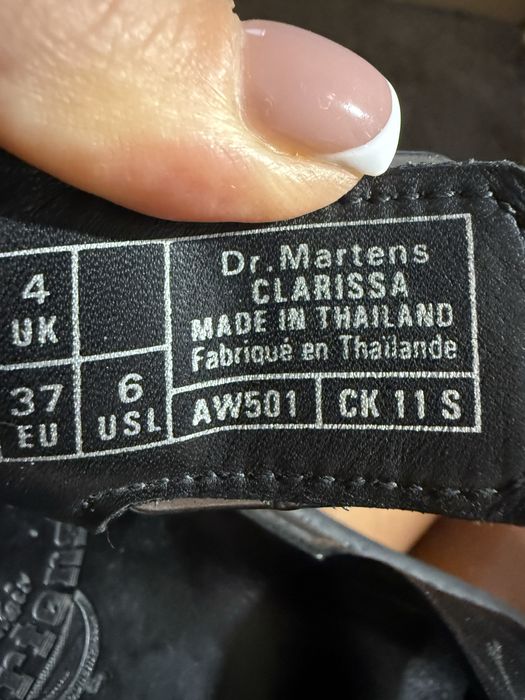 4
UK
37
EU
6
USL
Dr. Martens
CLARISSA
MADE IN THAILAND
Fabriqué en Thaïlande
AW501
CK 11 S